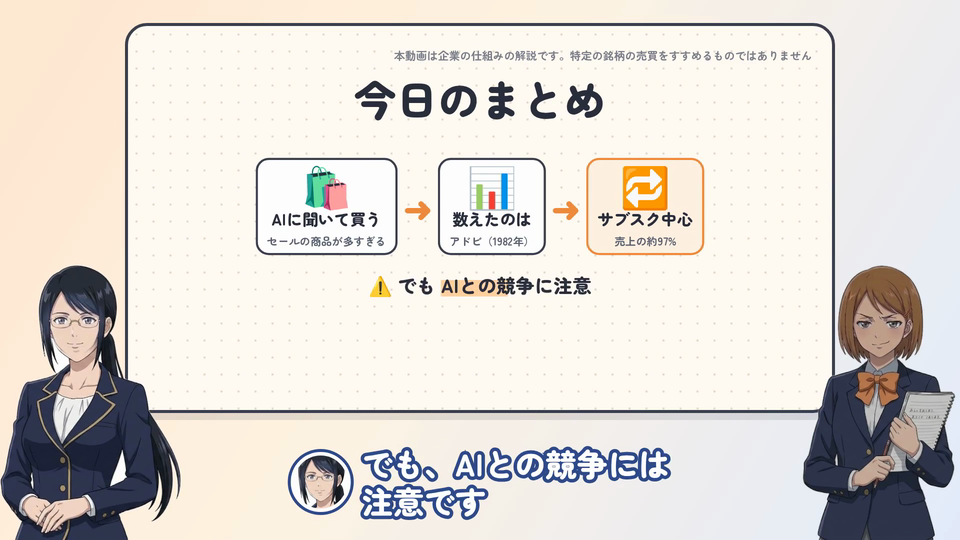 本動画は企業の仕組みの解説です。特定の銘柄の売買をすすめるものではありません
今日のまとめ
AIに聞いて買う
セールの商品が多すぎる
数えたのは
アドビ（1982年）
サブスク中心
売上の約97%
でも AIとの競争に注意
でも、AIとの競争には
注意です